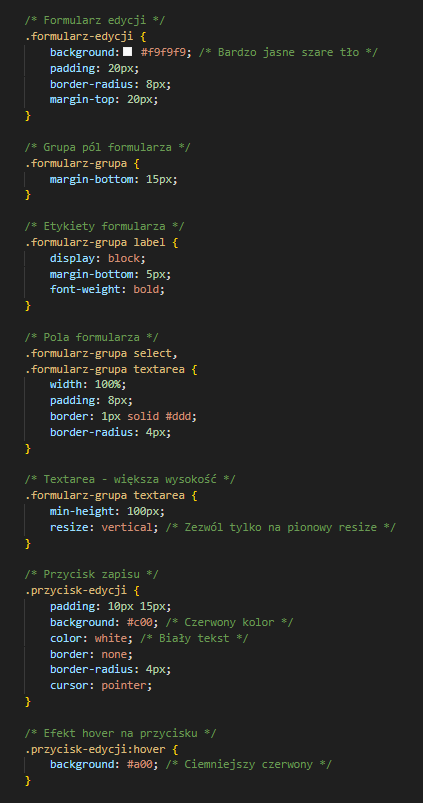 /* Formularz edycji */
.formularz-edycji {
background: #f9f9f9; /* Bardzo jasne szare tło */
padding: 20px;
border-radius: 8px;
margin-top: 20px;
}
/* Grupa pól formularza */
.formularz-grupa {
margin-bottom: 15px;
}
/* Etykiety formularza */
.formularz-grupa label {
display: block;
margin-bottom: 5px;
font-weight: bold;
}
/* Pola formularza */
.formularz-grupa select,
.formularz-grupa textarea {
width: 100%;
padding: 8px;
border: 1px solid #ddd;
border-radius: 4px;
}
/* Textarea - większa wysokość */
.formularz-grupa textarea {
min-height: 100px;
resize: vertical; /* Zezwól tylko na pionowy resize */
}
/* Przycisk zapisu */
.przycisk-edycji {
padding: 10px 15px;
background: #c00; /* Czerwony kolor */
color: white; /* Biały tekst */
border: none;
border-radius: 4px;
cursor: pointer;
}
/* Efekt hover na przycisku */
.przycisk-edycji:hover {
background: #a00; /* Ciemniejszy czerwony */
}